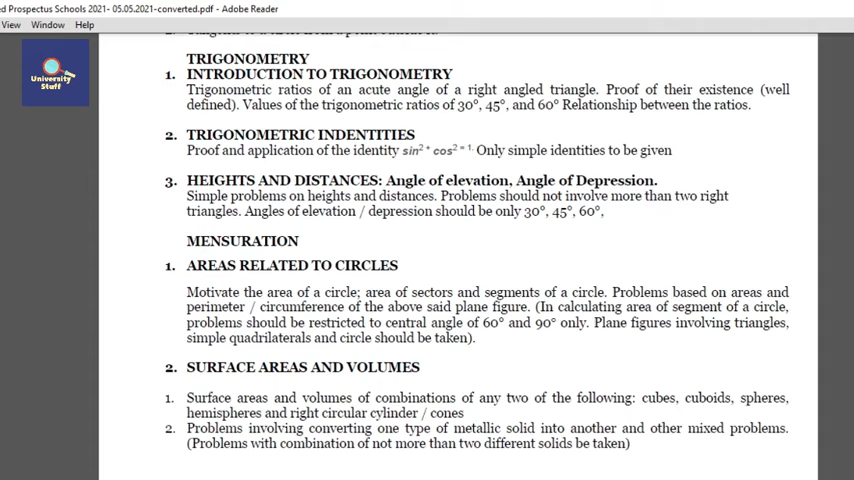 ed Prospectus Schools 2021- 05.05.2021-converted.pdf - Adobe Reader
View Window Help
University
Stuff
TRIGONOMETRY
1. INTRODUCTION TO TRIGONOMETRY
Trigonometric ratios of an acute angle of a right angled triangle. Proof of their existence (well
defined). Values of the trigonometric ratios of 30°, 45°, and 60° Relationship between the ratios.
2. TRIGONOMETRIC INDENTITIES
Proof and application of the identity sin² ⁺ cos² ⁼ ¹· Only simple identities to be given
3. HEIGHTS AND DISTANCES: Angle of elevation, Angle of Depression.
Simple problems on heights and distances. Problems should not involve more than two right
triangles. Angles of elevation / depression should be only 30°, 45°, 60°,
MENSURATION
1. AREAS RELATED TO CIRCLES
Motivate the area of a circle; area of sectors and segments of a circle. Problems based on areas and
perimeter / circumference of the above said plane figure. (In calculating area of segment of a circle,
problems should be restricted to central angle of 60° and 90° only. Plane figures involving triangles,
simple quadrilaterals and circle should be taken).
2. SURFACE AREAS AND VOLUMES
1. Surface areas and volumes of combinations of any two of the following: cubes, cuboids, spheres,
hemispheres and right circular cylinder / cones
2. Problems involving converting one type of metallic solid into another and other mixed problems.
(Problems with combination of not more than two different solids be taken)